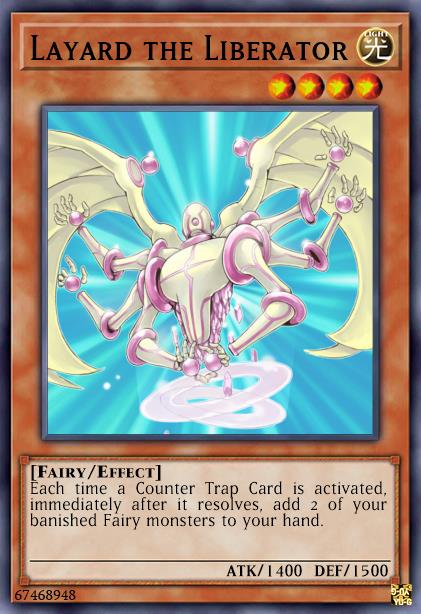 LAYARD THE LIBERATOR
LIGHT
光
[FAIRY/EFFECT]
Each time a Counter Trap Card is activated,
immediately after it resolves, add 2 of your
banished Fairy monsters to your hand.
ATK/1400 DEF/1500
67468948